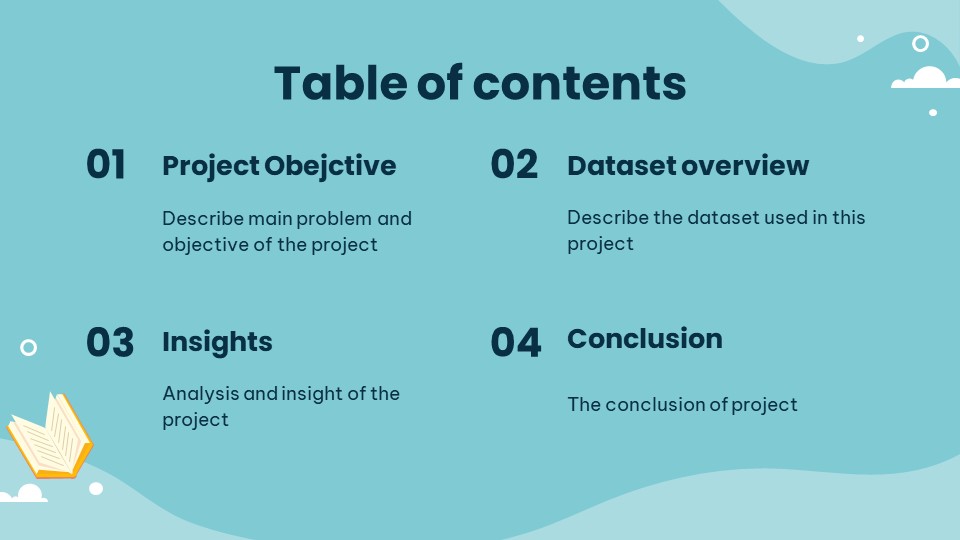 Table of contents
01
Project Obejctive
Describe main problem and
objective of the project
02
Dataset overview
Describe the dataset used in this
project
03
Insights
Analysis and insight of the
project
04
Conclusion
The conclusion of project